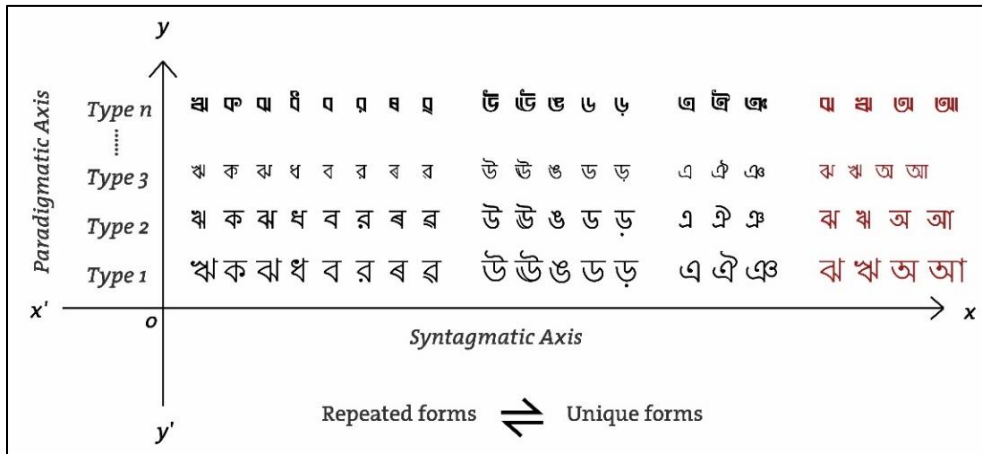 y
Paradigmatic Axis
Type n ঋ ক ঝ ধ ব ৰ ষ ৱ উ ঊ ঙ ড ড় এ ঐ ঞ ঝ ঋ অ আ
Type 3 ঋ ক ঝ ধ ব র ৰ ৱ উ ঊ ঙ ড ড় এ ঐ ঞ ঝ ঋ অ আ
Type 2 ঋ ক ঝ ধ ব র ৰ ৱ উ ঊ ঙ ড ড় এ ঐ ঞ ঝ ঋ অ আ
Type 1 ঋ ক ঝ ধ ব র ৰ ৱ উ ঊ ঙ ড ড় এ ঐ ঞ ঝ ঋ অ আ
x' o x
Syntagmatic Axis
Repeated forms ⇌ Unique forms
y'